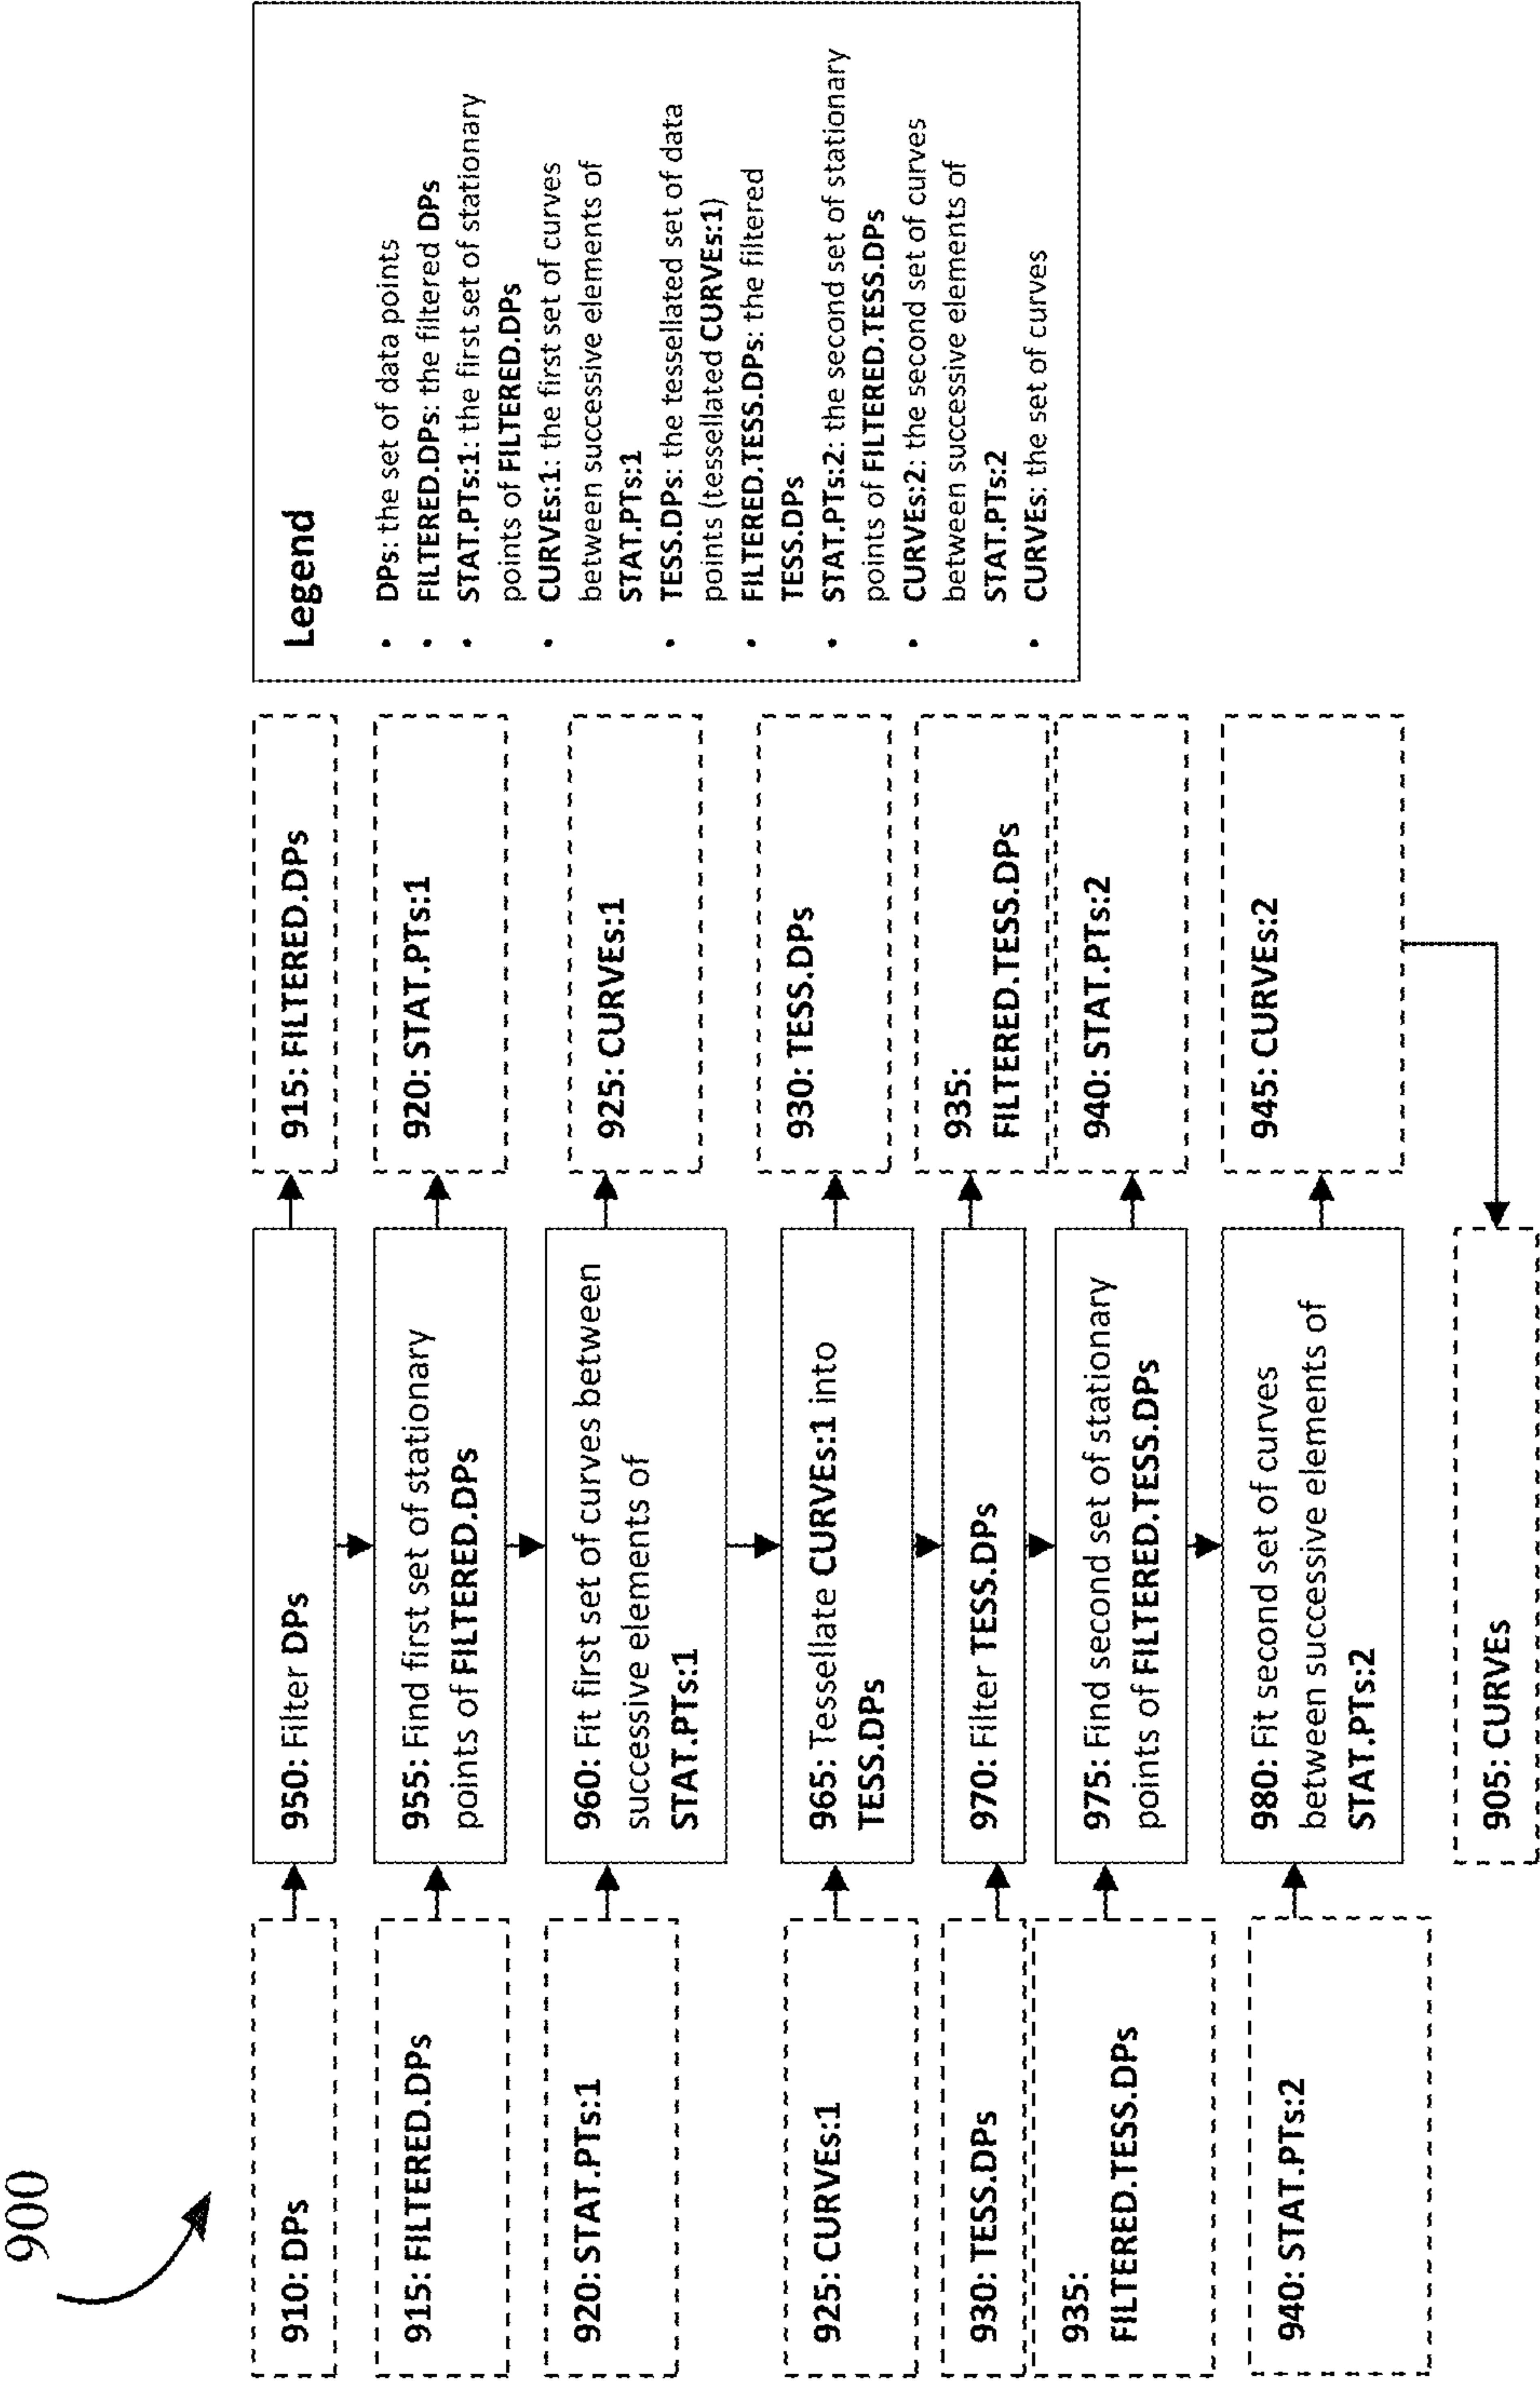 900
910: DPs
950: Filter DPs
915: FILTERED.DPs
915: FILTERED.DPs
955: Find first set of stationary
points of FILTERED.DPs
920: STAT.PTs:1
920: STAT.PTs:1
960: Fit first set of curves between
successive elements of
STAT.PTs:1
925: CURVEs:1
925: CURVEs:1
965: Tessellate CURVEs:1 into
TESS.DPs
930: TESS.DPs
930: TESS.DPs
970: Filter TESS.DPs
935:
FILTERED.TESS.DPs
935:
FILTERED.TESS.DPs
975: Find second set of stationary
points of FILTERED.TESS.DPs
940: STAT.PTs:2
940: STAT.PTs:2
980: Fit second set of curves
between successive elements of
STAT.PTs:2
945: CURVEs:2
905: CURVEs
Legend
• DPs: the set of data points
• FILTERED.DPs: the filtered DPs
• STAT.PTs:1: the first set of stationary
points of FILTERED.DPs
• CURVEs:1: the first set of curves
between successive elements of
STAT.PTs:1
• TESS.DPs: the tessellated set of data
points (tessellated CURVEs:1)
• FILTERED.TESS.DPs: the filtered
TESS.DPs
• STAT.PTs:2: the second set of stationary
points of FILTERED.TESS.DPs
• CURVEs:2: the second set of curves
between successive elements of
STAT.PTs:2
• CURVEs: the set of curves